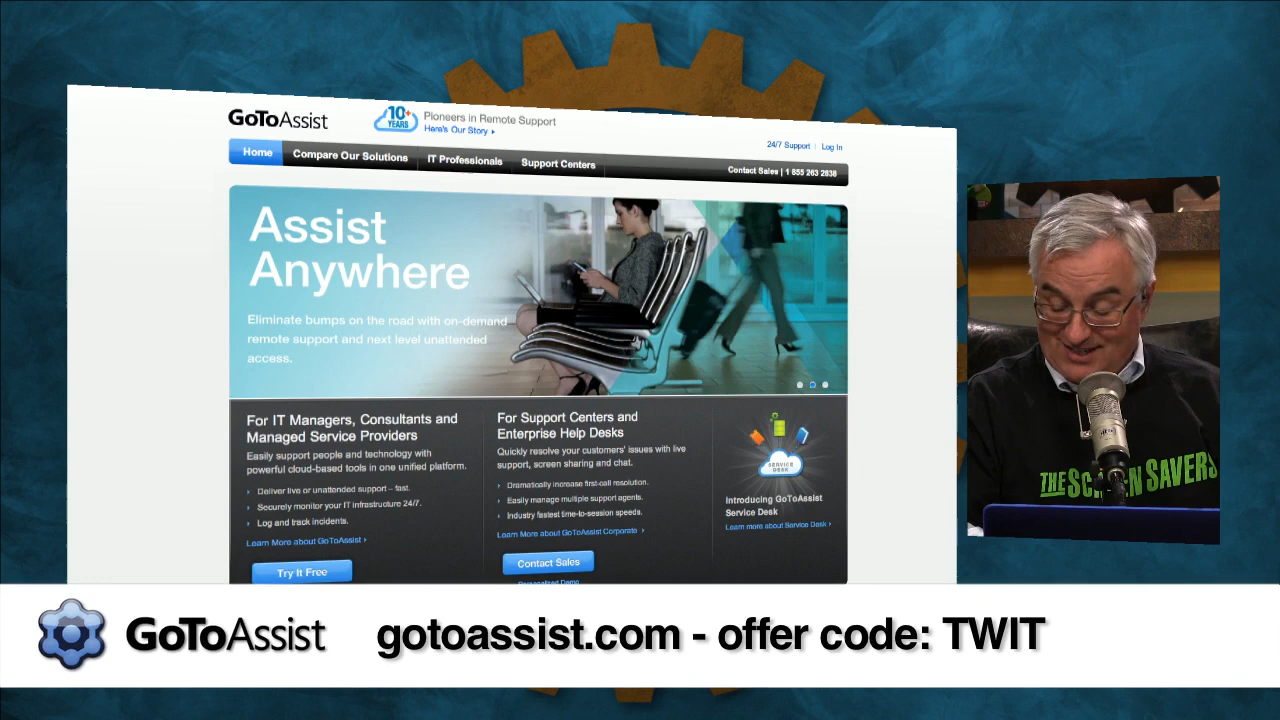 GoToAssist
10+
YEARS
Pioneers in Remote Support
Here's Our Story
24/7 Support | Log In
Home
Compare Our Solutions
IT Professionals
Support Centers
Contact Sales | 1 855 263 2838
Assist
Anywhere
Eliminate bumps on the road with on-demand
remote support and next level unattended
access.
For IT Managers, Consultants and
Managed Service Providers
Easily support people and technology with
powerful cloud-based tools in one unified platform.
Deliver live or unattended support – fast.
Securely monitor your IT infrastructure 24/7.
Log and track incidents.
Learn More about GoToAssist
Try It Free
For Support Centers and
Enterprise Help Desks
Quickly resolve your customers' issues with live
support, screen sharing and chat.
Dramatically increase first-call resolution.
Easily manage multiple support agents.
Industry fastest time-to-session speeds.
Learn More about GoToAssist Corporate
Contact Sales
Personalized Demo
SERVICE
DESK
Introducing GoToAssist
Service Desk
Learn more about Service Desk
THE SCREEN SAVERS
GoToAssist
gotoassist.com - offer code: TWIT